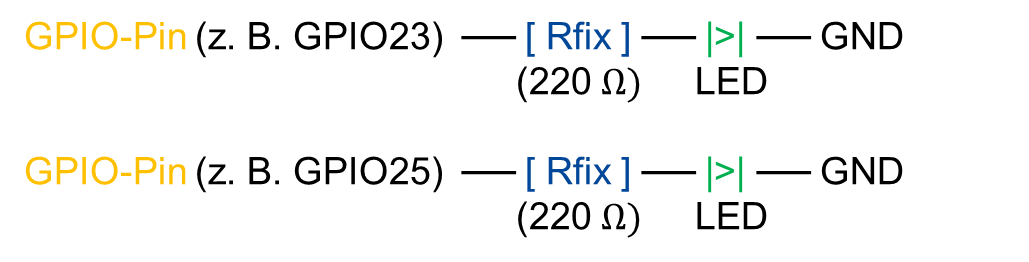 GPIO-Pin (z. B. GPIO23) — [ Rfix ] — |>| — GND
(220 Ω) LED
GPIO-Pin (z. B. GPIO25) — [ Rfix ] — |>| — GND
(220 Ω) LED